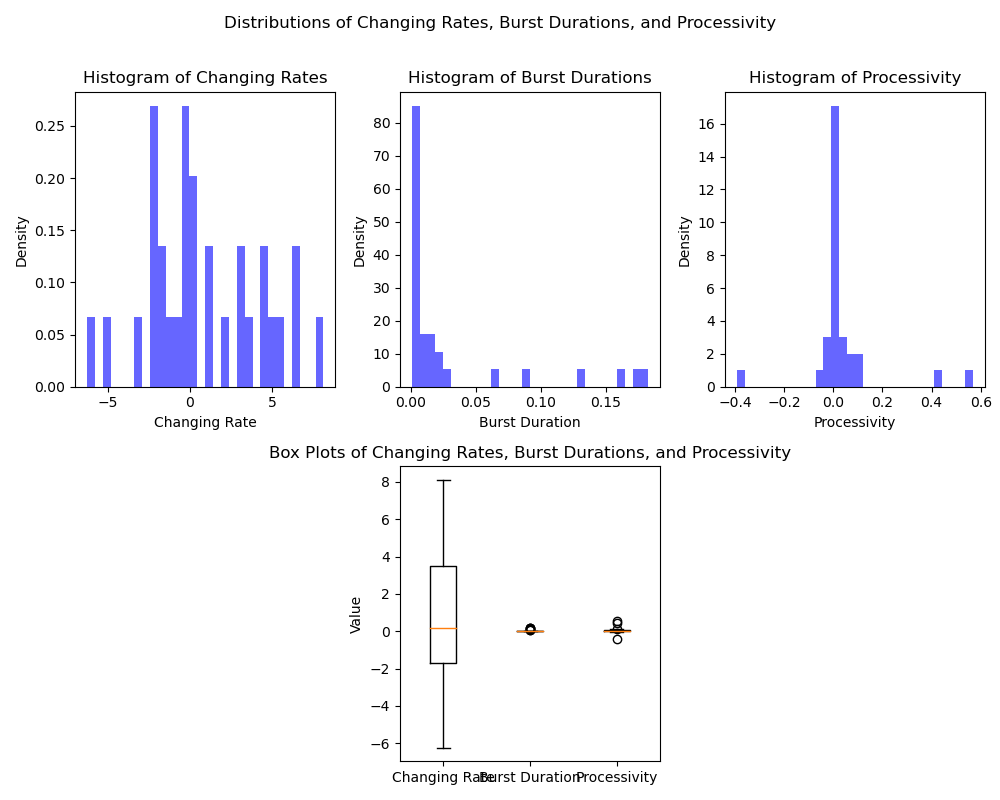 Distributions of Changing Rates, Burst Durations, and Processivity
Histogram of Changing Rates
Density
0.25
0.20
0.15
0.10
0.05
0.00
−5 0 5
Changing Rate
Histogram of Burst Durations
Density
80
70
60
50
40
30
20
10
0
0.00 0.05 0.10 0.15
Burst Duration
Histogram of Processivity
Density
16
14
12
10
8
6
4
2
0
−0.4 −0.2 0.0 0.2 0.4 0.6
Processivity
Box Plots of Changing Rates, Burst Durations, and Processivity
Value
8
6
4
2
0
−2
−4
−6
Changing Rate Burst Duration Processivity